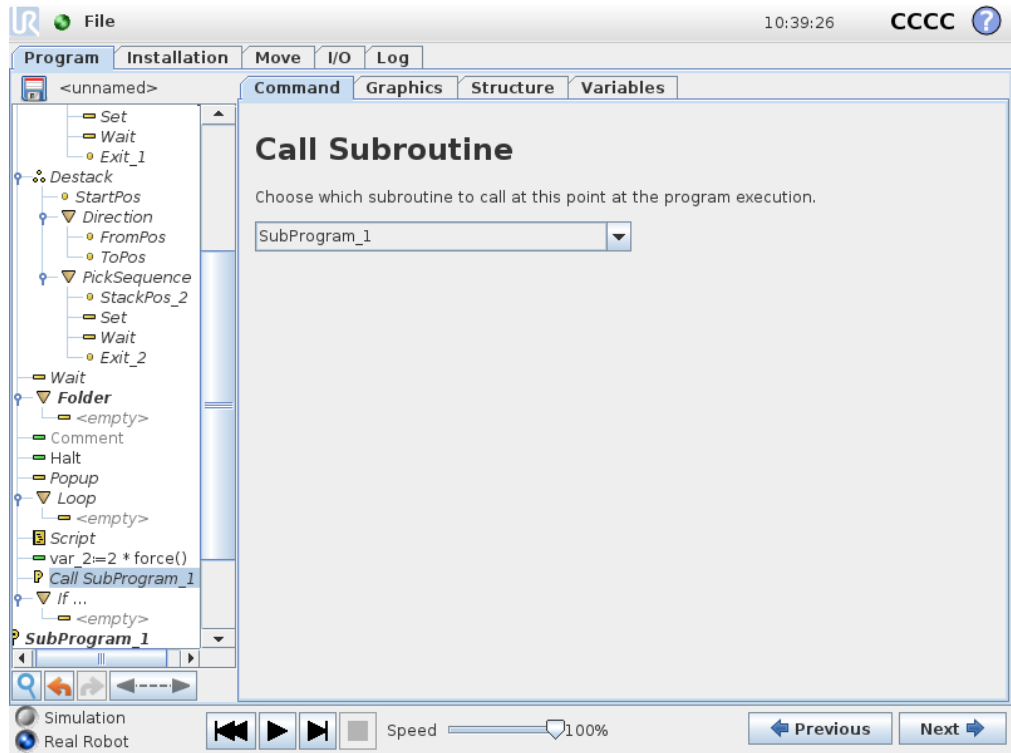 UR File 10:39:26 CCCC ?
Program Installation Move I/O Log
<unnamed> Command Graphics Structure Variables
Set
Wait
Exit_1
Destack
StartPos
Direction
FromPos
ToPos
PickSequence
StackPos_2
Set
Wait
Exit_2
Wait
Folder
<empty>
Comment
Halt
Popup
Loop
<empty>
Script
var_2:=2 * force()
Call SubProgram_1
If ...
<empty>
SubProgram_1
Call Subroutine
Choose which subroutine to call at this point at the program execution.
SubProgram_1
Simulation
Real Robot
Speed 100%
Previous Next